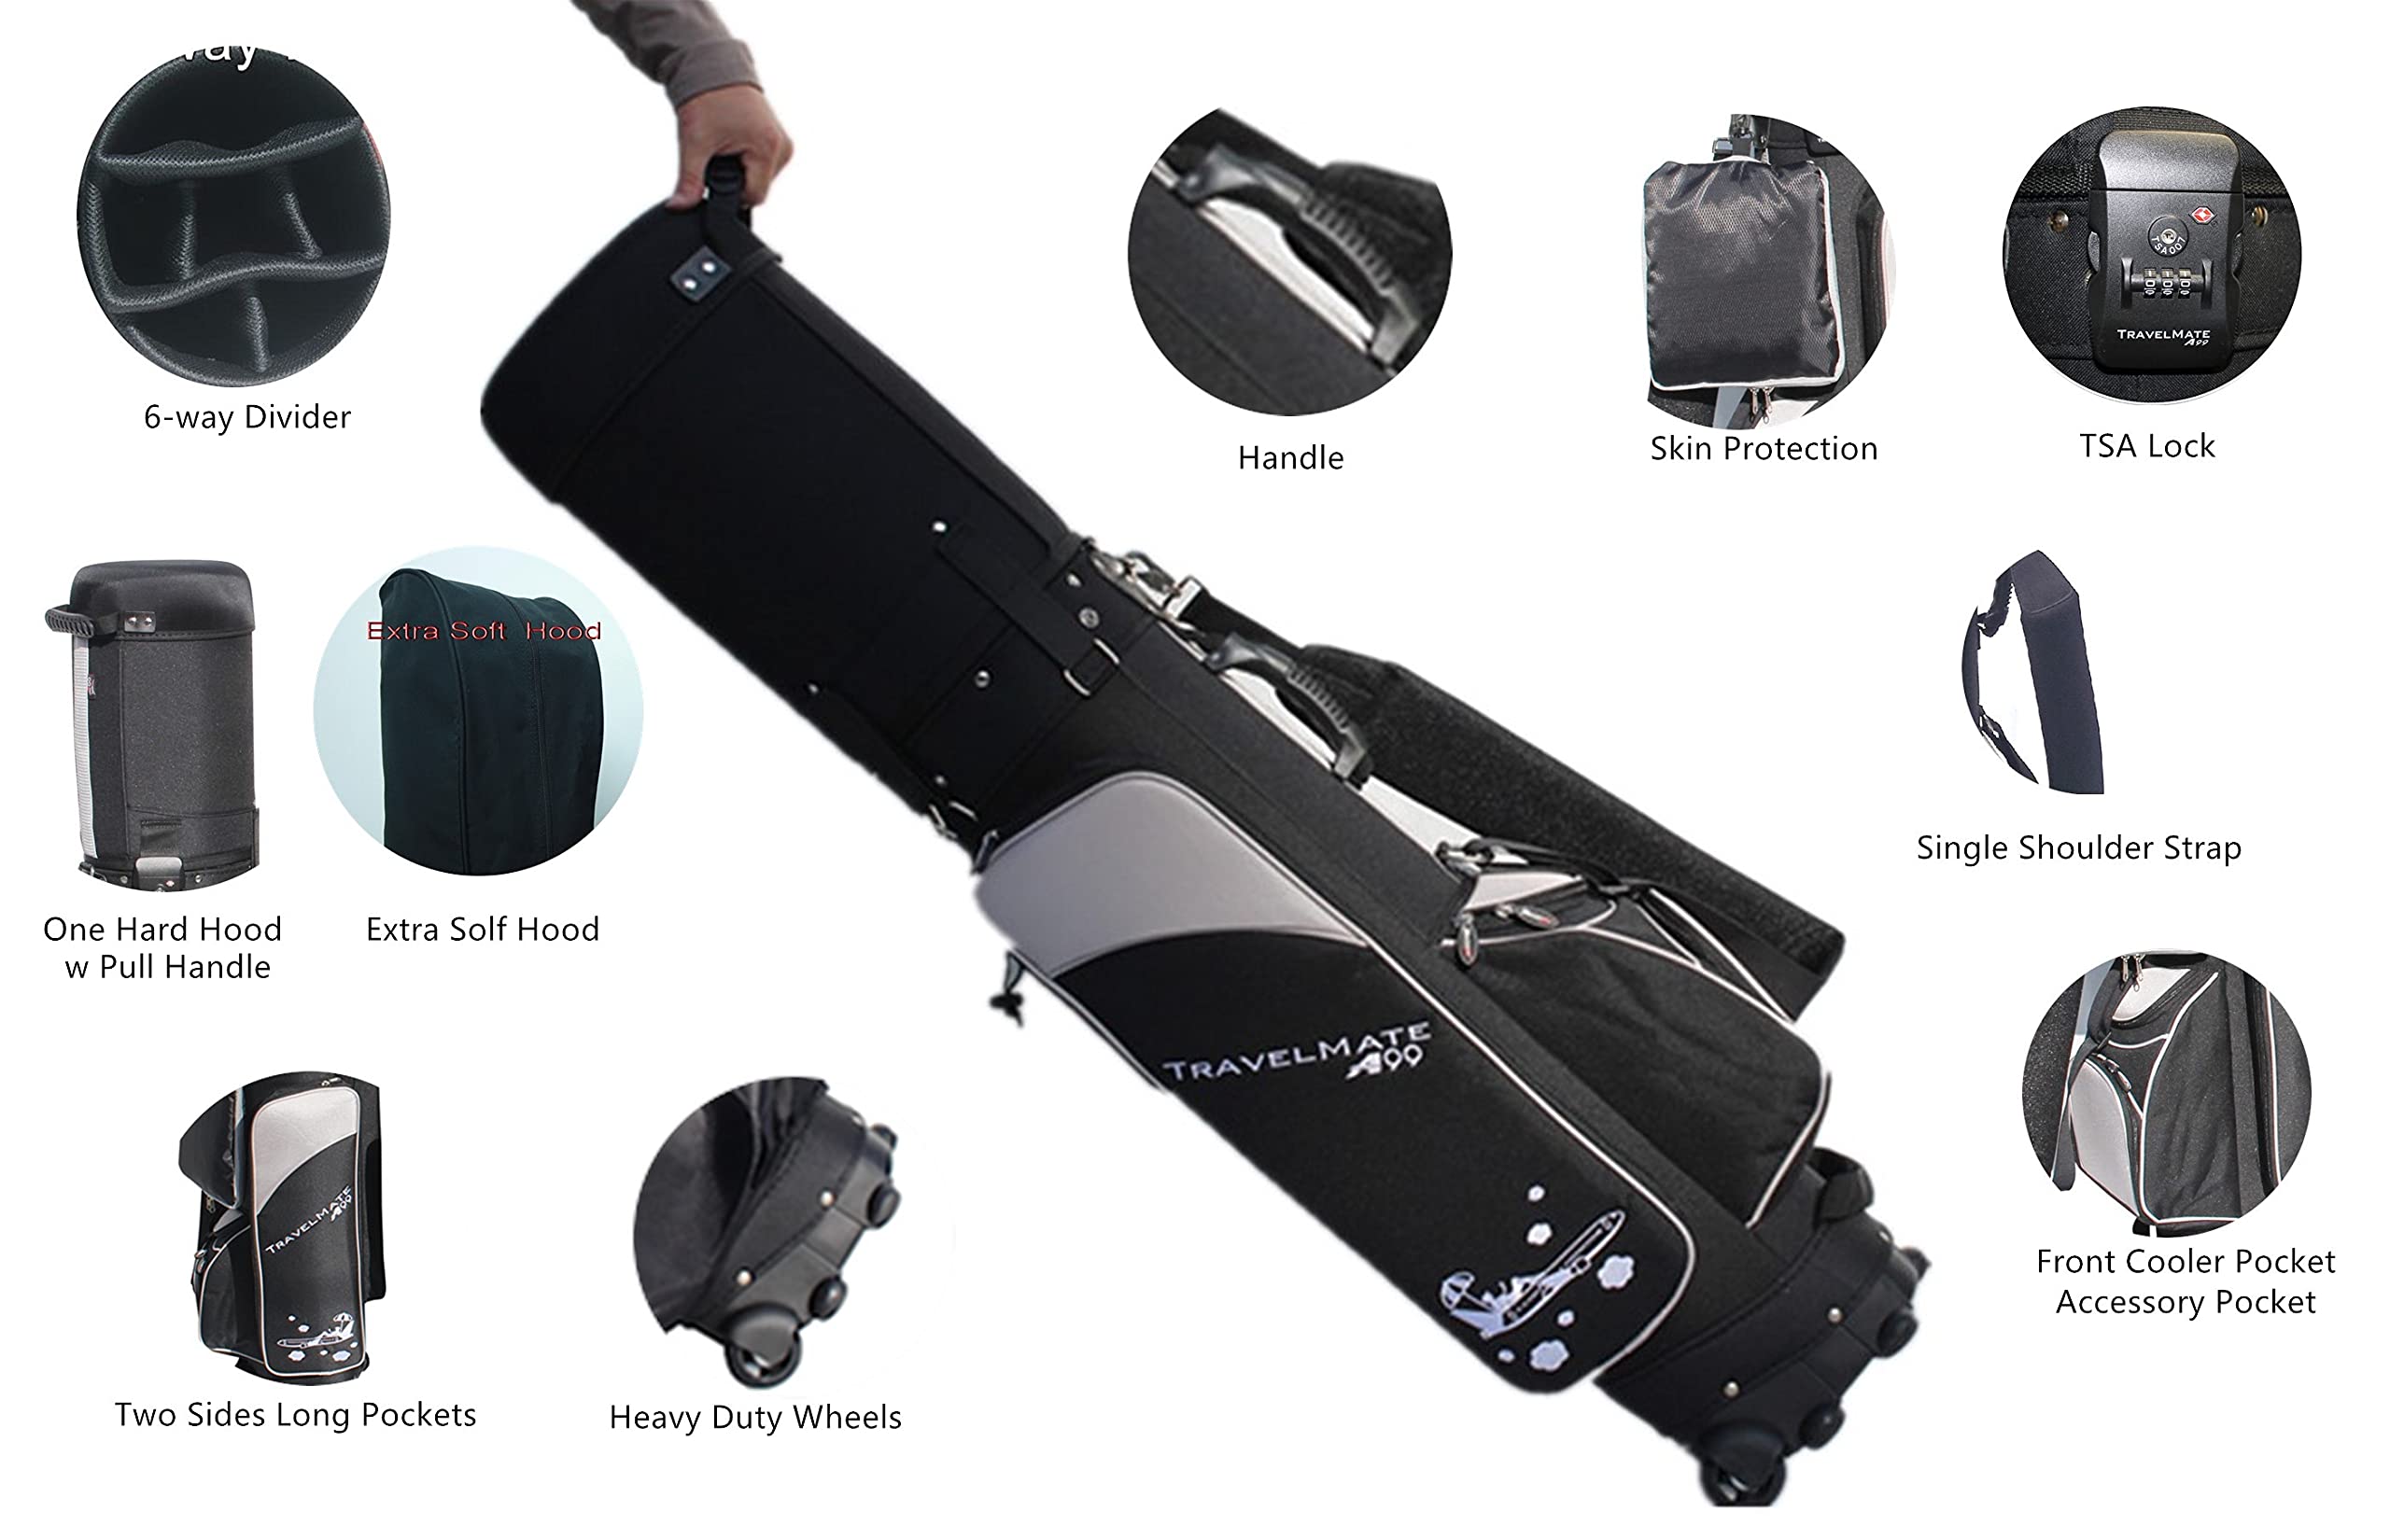 6-way Divider
Handle
Skin Protection
TSA007
000
TRAVELMATE
A99
TSA Lock
Extra Soft Hood
One Hard Hood
w Pull Handle
Extra Solf Hood
Single Shoulder Strap
TRAVELMATE
A99
Front Cooler Pocket
Accessory Pocket
TRAVELMATE
A99
Two Sides Long Pockets
Heavy Duty Wheels